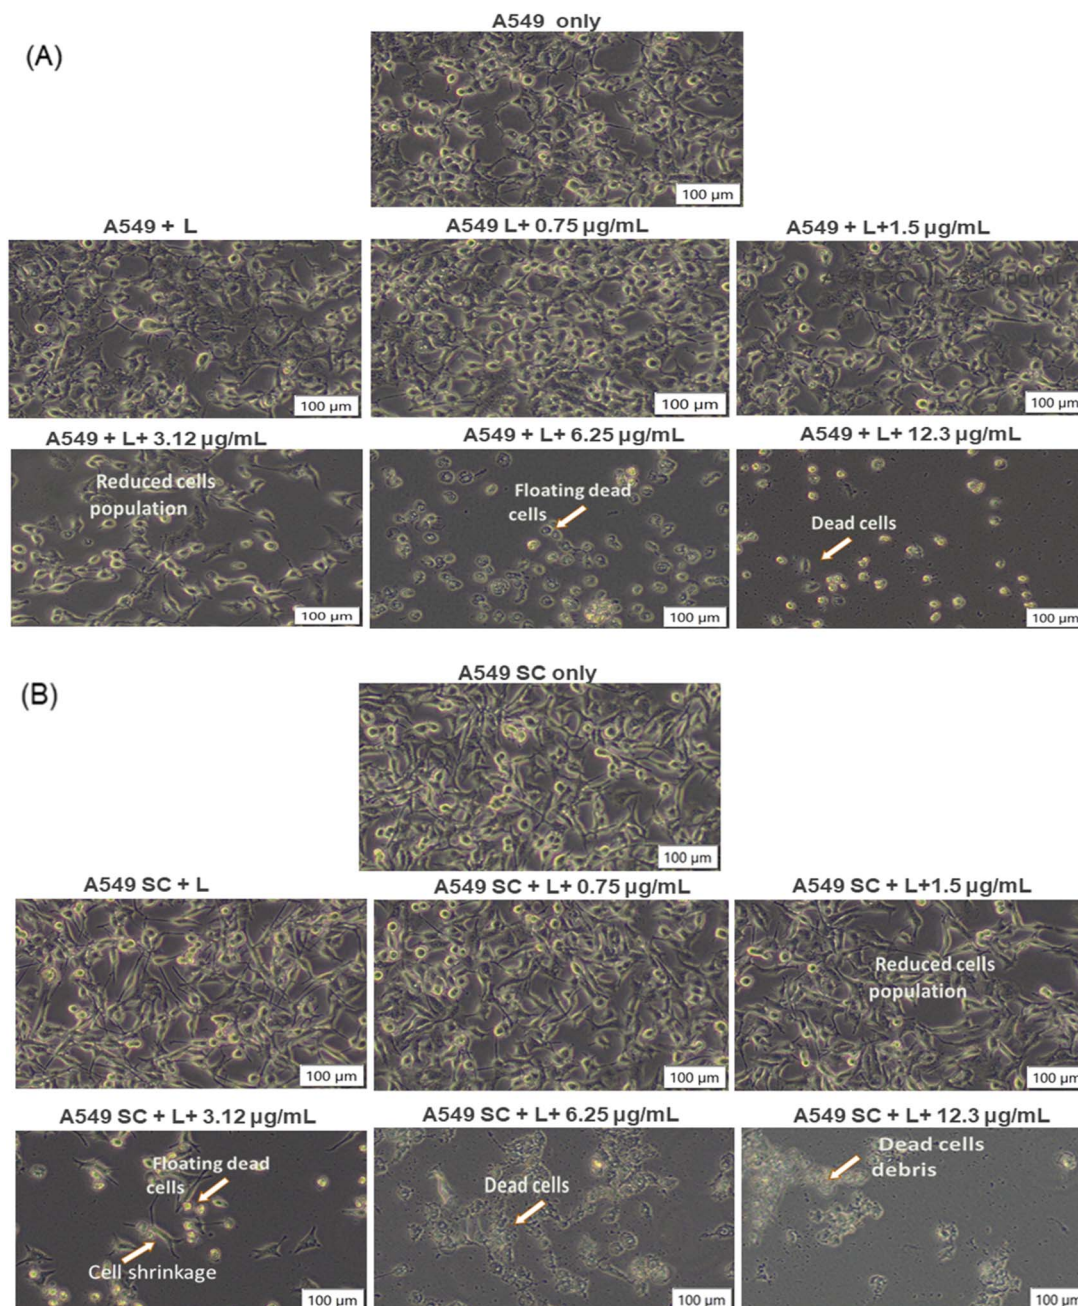 A549 only
(A)
100 µm
A549 + L
A549 L+ 0.75 µg/mL
A549 + L+1.5 µg/mL
100 µm
100 µm
100 µm
A549 + L+ 3.12 µg/mL
A549 + L+ 6.25 µg/mL
A549 + L+ 12.3 µg/mL
Reduced cells
population
Floating dead
cells
Dead cells
100 µm
100 µm
100 µm
A549 SC only
(B)
100 µm
A549 SC + L
A549 SC + L+ 0.75 µg/mL
A549 SC + L+1.5 µg/mL
Reduced cells
population
100 µm
100 µm
100 µm
A549 SC + L+ 3.12 µg/mL
A549 SC + L+ 6.25 µg/mL
A549 SC + L+ 12.3 µg/mL
Floating dead
cells
Cell shrinkage
Dead cells
Dead cells
debris
100 µm
100 µm
100 µm